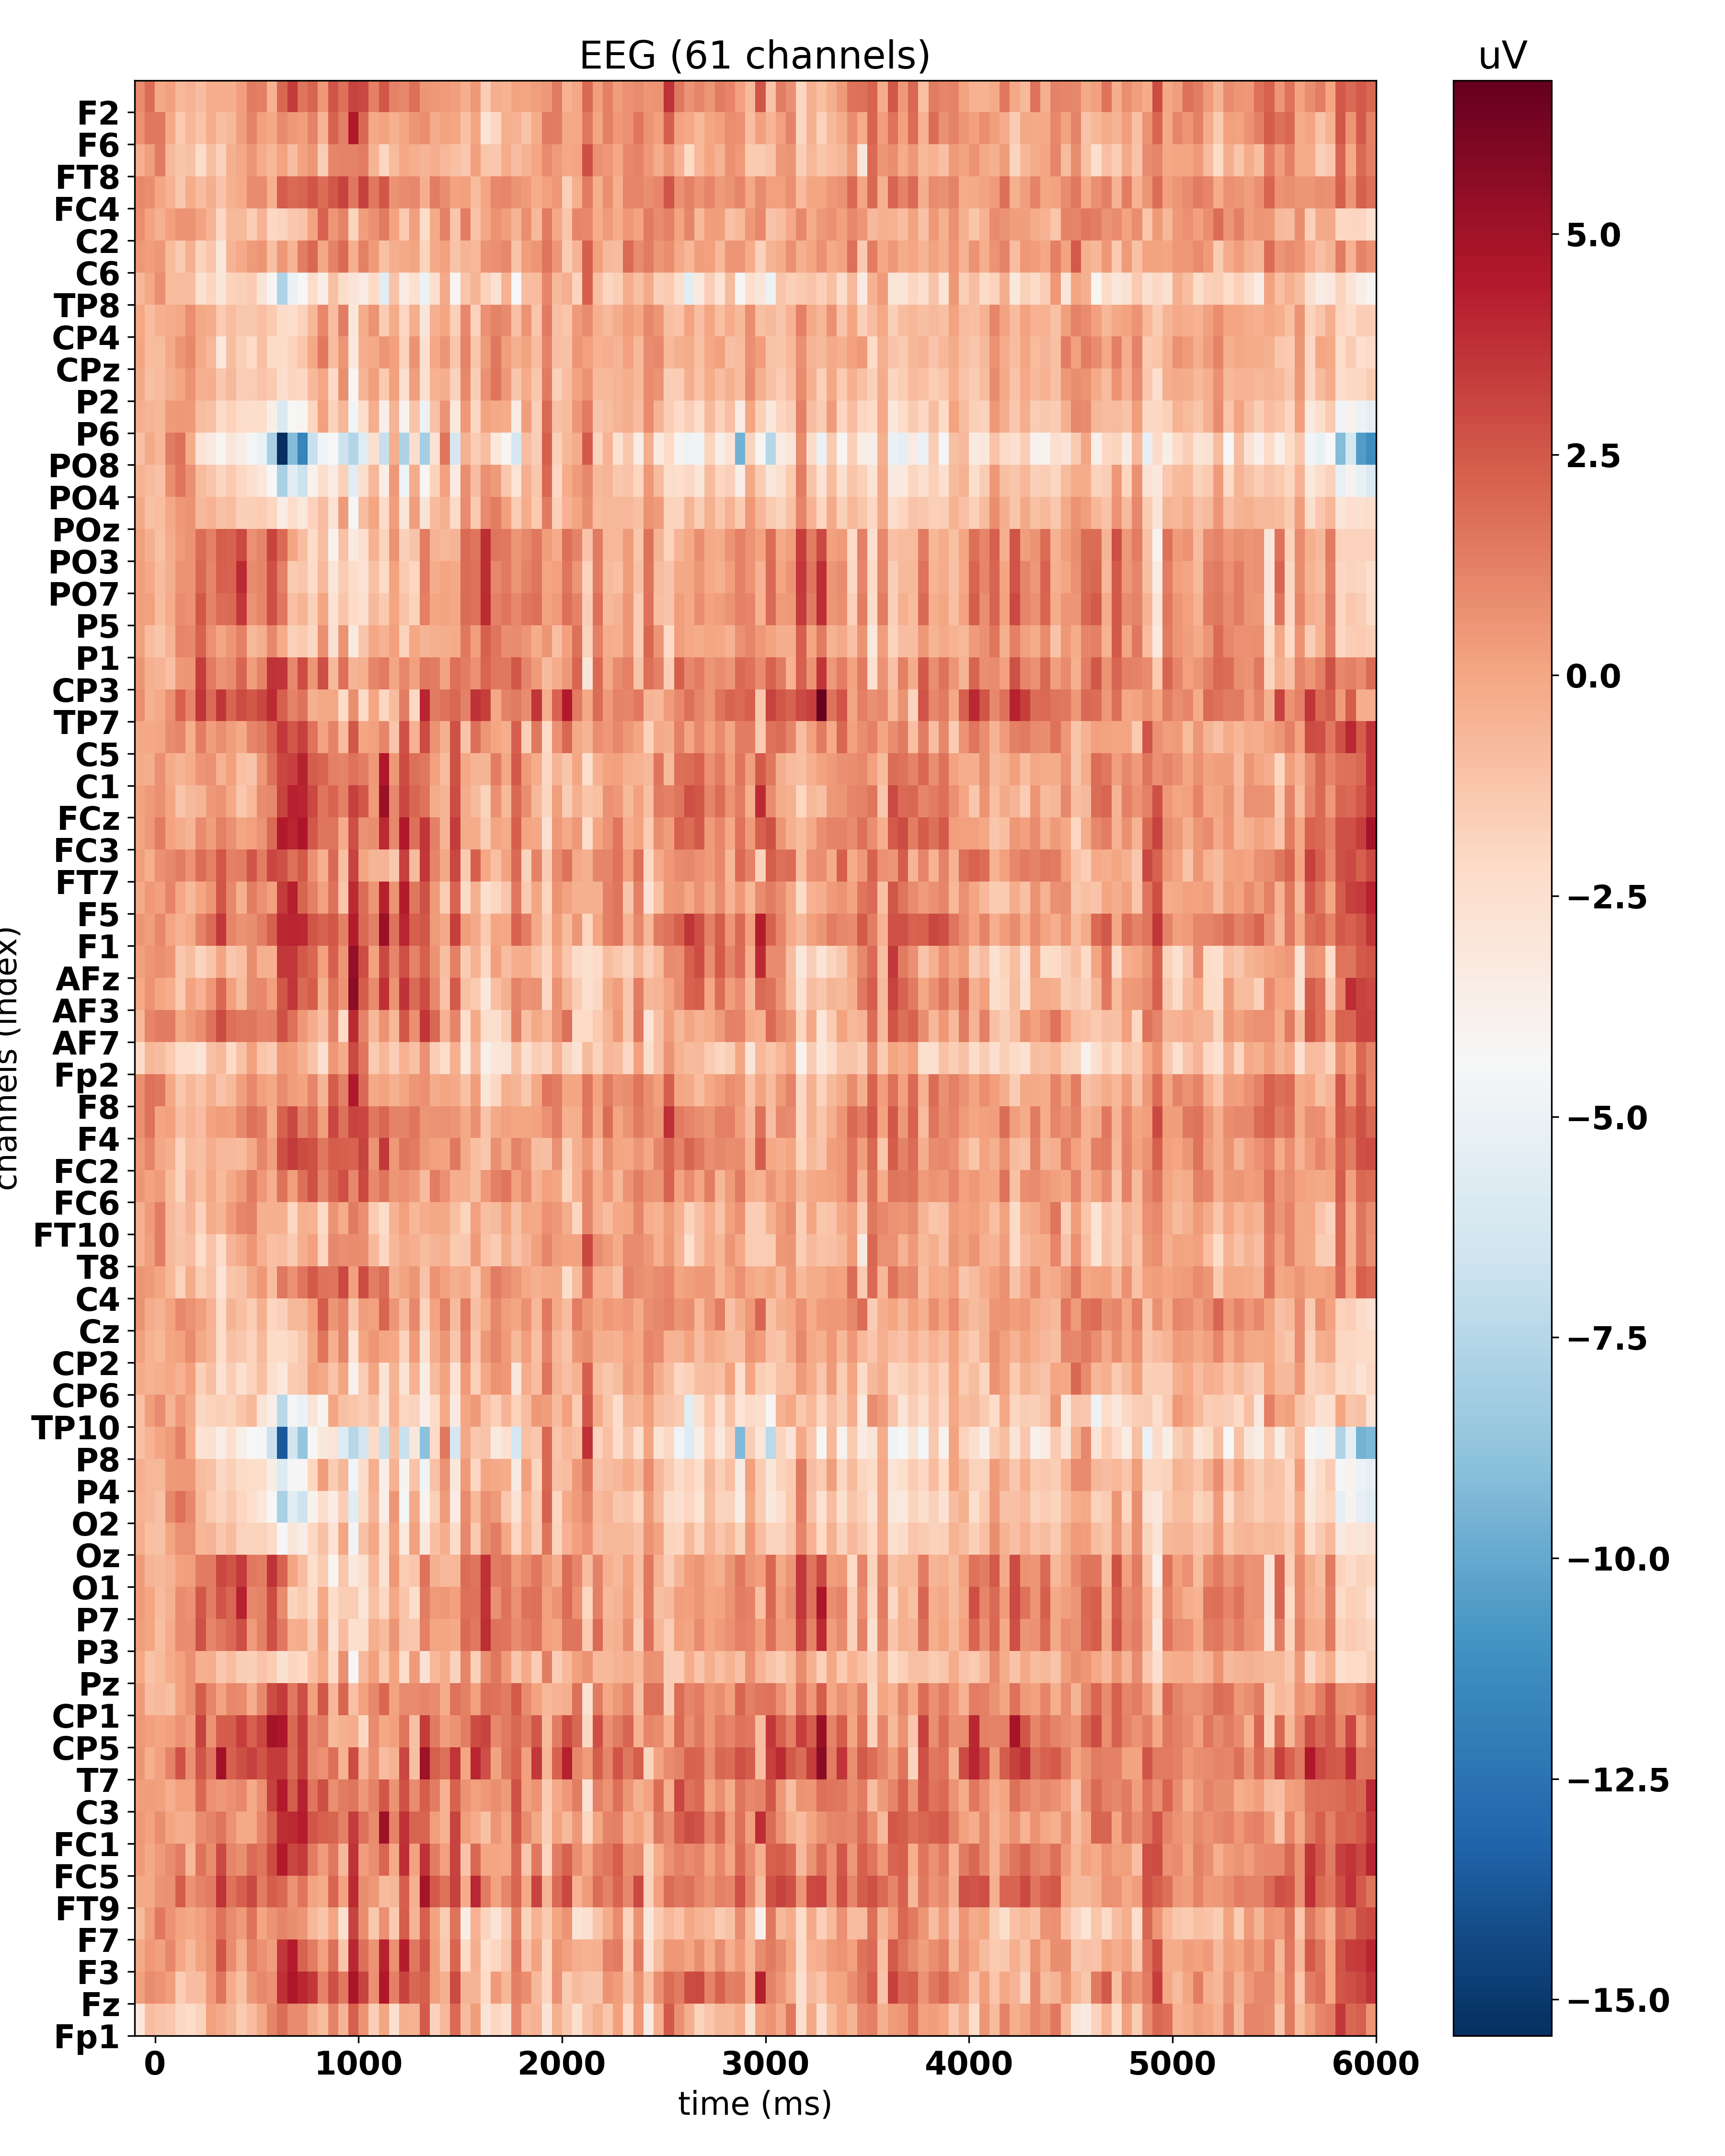 EEG (61 channels)
uV
F2
F6
FT8
FC4
C2
C6
TP8
CP4
CPz
P2
P6
PO8
PO4
POz
PO3
PO7
P5
P1
CP3
TP7
C5
C1
FCz
FC3
FT7
F5
F1
AFz
AF3
AF7
Fp2
F8
F4
FC2
FC6
FT10
T8
C4
Cz
CP2
CP6
TP10
P8
P4
O2
Oz
O1
P7
P3
Pz
CP1
CP5
T7
C3
FC1
FC5
FT9
F7
F3
Fz
Fp1
channels (index)
0 1000 2000 3000 4000 5000 6000
time (ms)
5.0
2.5
0.0
−2.5
−5.0
−7.5
−10.0
−12.5
−15.0